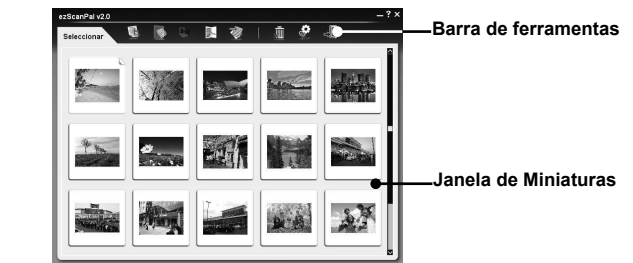 ezScanPal v2.0
– ? ×
Seleccionar
Barra de ferramentas
Janela de Miniaturas